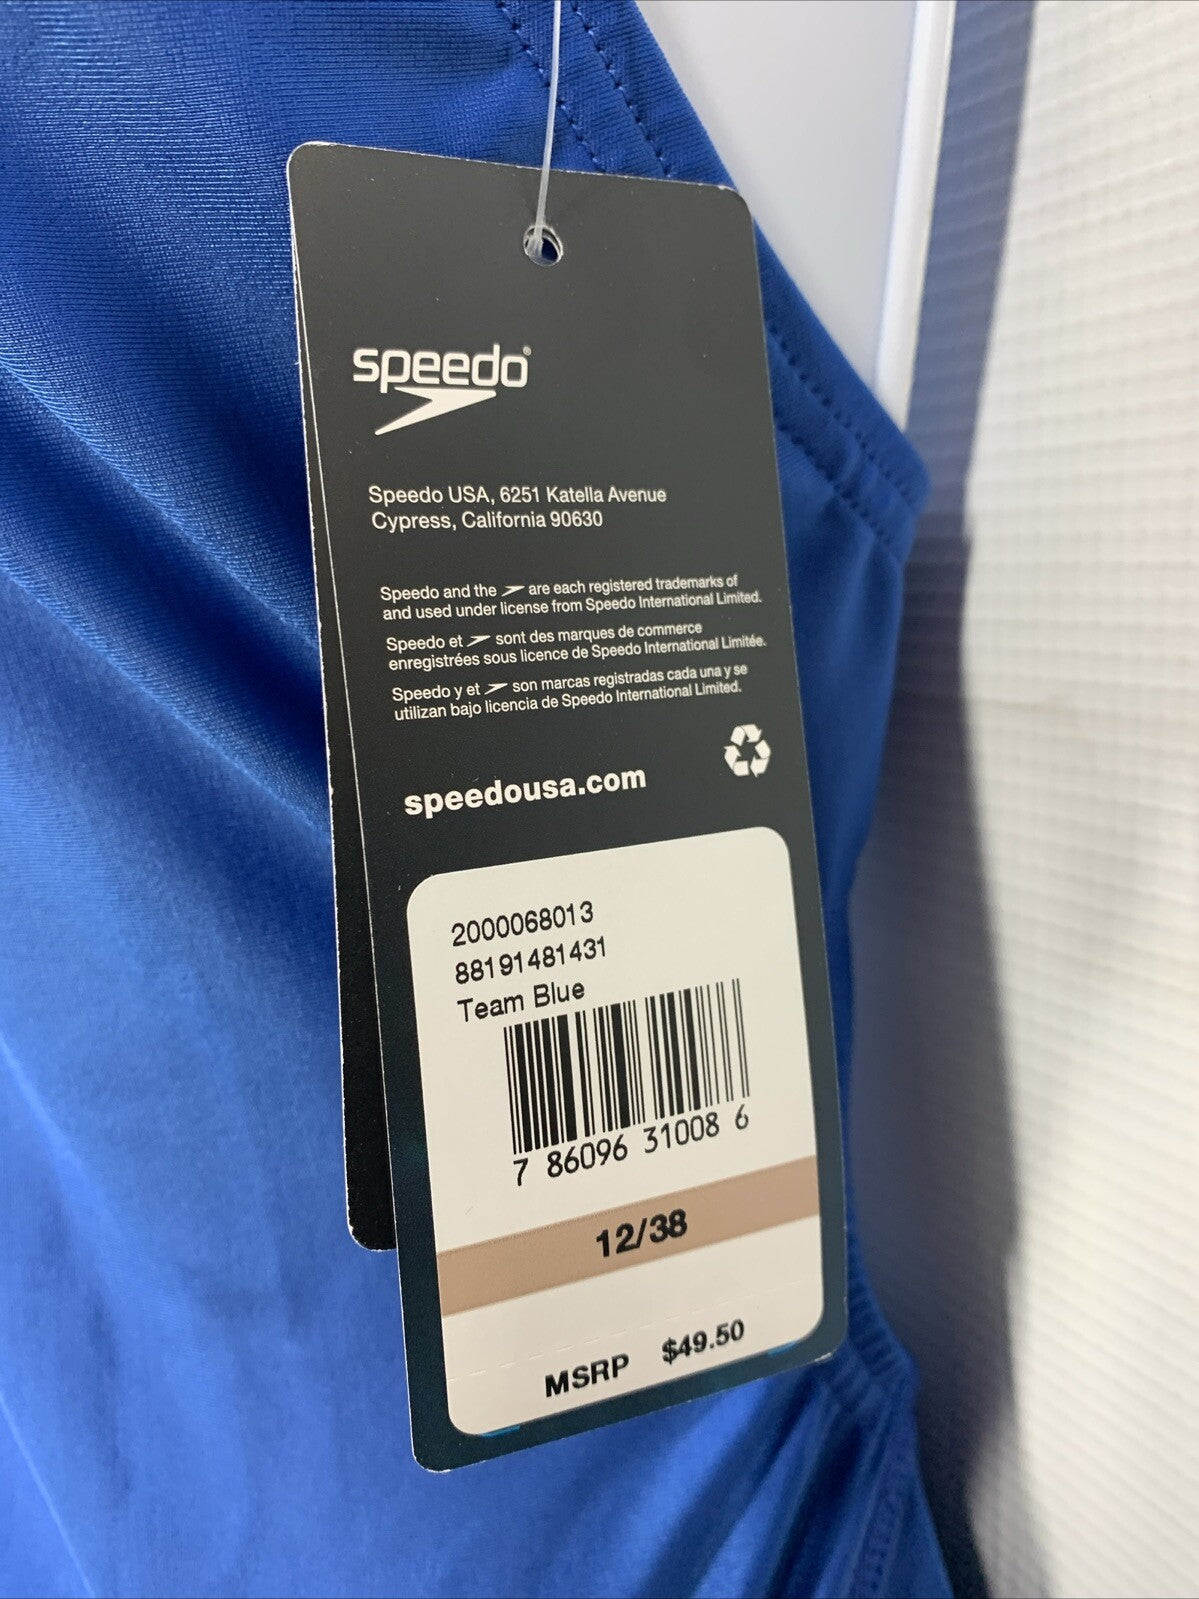 speedo®
Speedo USA, 6251 Katella Avenue
Cypress, California 90630
Speedo and the are each registered trademarks of
and used under license from Speedo International Limited.
Speedo et sont des marques de commerce
enregistrées sous licence de Speedo International Limitée.
Speedo y et son marcas registradas cada una y se
utilizan bajo licencia de Speedo International Limited.
speedousa.com
2000068013
88191481431
Team Blue
7 86096 31008 6
12/38
MSRP $49.50